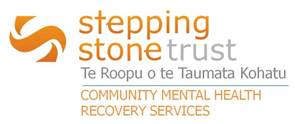 stepping
stone trust
Te Roopu o te Taumata Kohatu
COMMUNITY MENTAL HEALTH
RECOVERY SERVICES